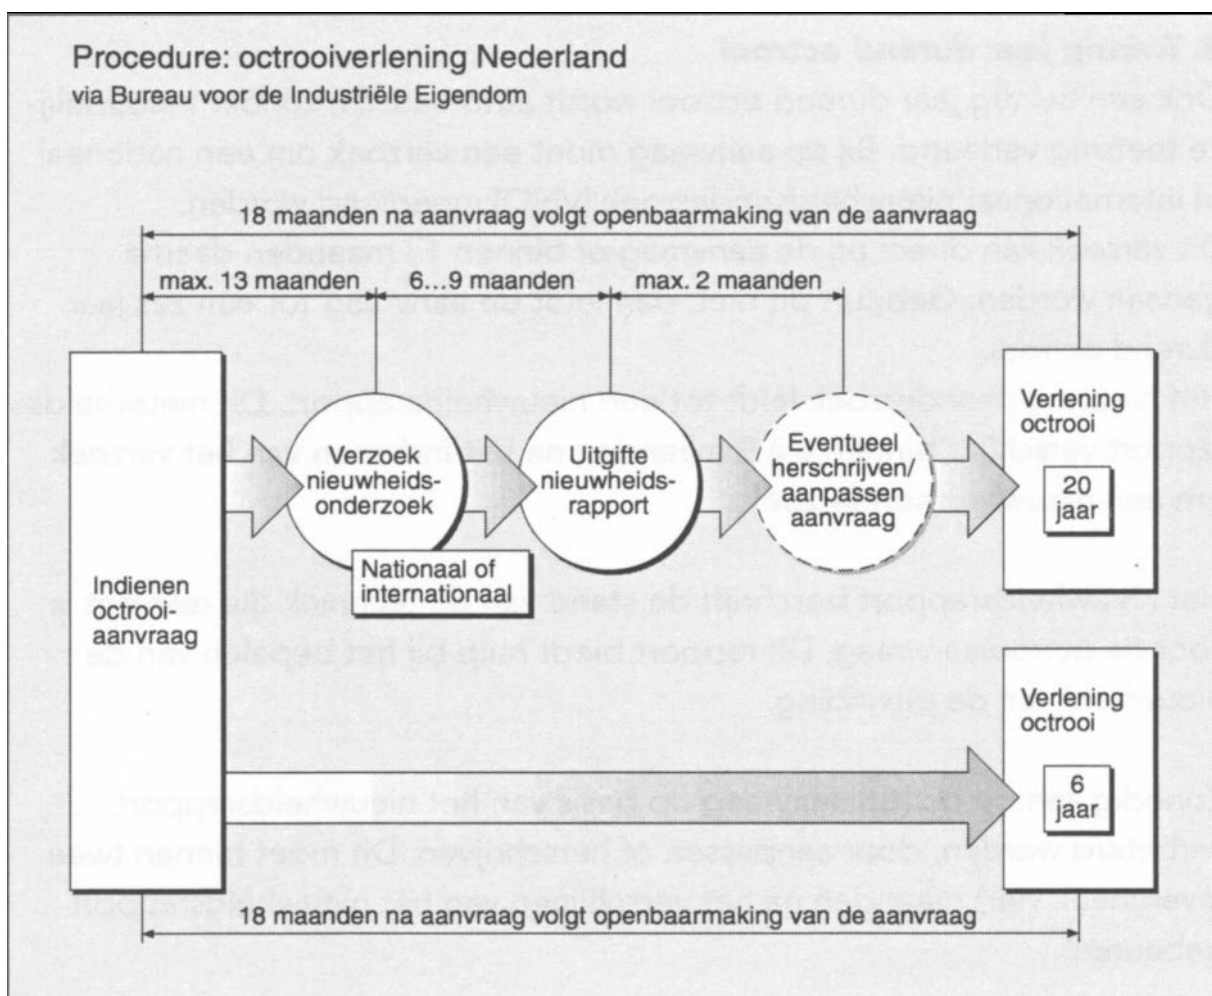 Procedure: octrooiverlening Nederland
via Bureau voor de Industriële Eigendom
18 maanden na aanvraag volgt openbaarmaking van de aanvraag
max. 13 maanden
6...9 maanden
max. 2 maanden
Indienen
octrooi-
aanvraag
Verzoek
nieuwheids-
onderzoek
Nationaal of
internationaal
Uitgifte
nieuwheids-
rapport
Eventueel
herschrijven/
aanpassen
aanvraag
Verlening
octrooi
20
jaar
Verlening
octrooi
6
jaar
18 maanden na aanvraag volgt openbaarmaking van de aanvraag